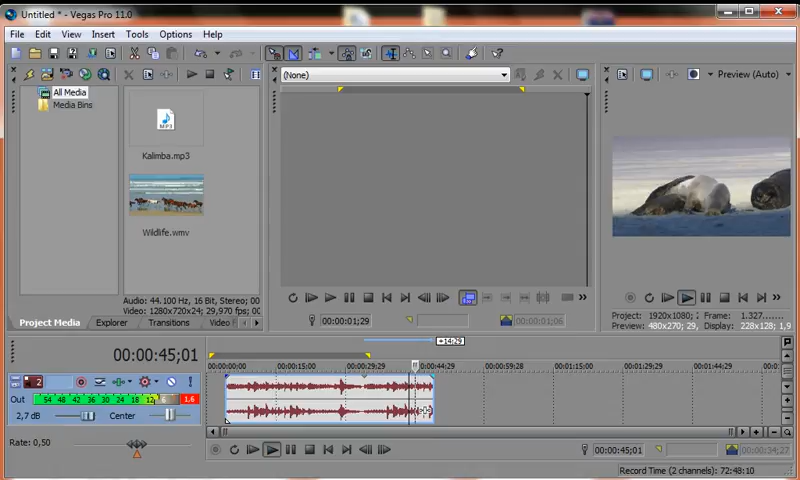 Untitled * - Vegas Pro 11.0
File Edit View Insert Tools Options Help
(None)
Preview (Auto)
All Media
Media Bins
MP3
Kalimba.mp3
Wildlife.wmv
Audio: 44.100 Hz, 16 Bit, Stereo; 00
Video: 1280x720x24; 29,970 fps; 00
Project Media Explorer Transitions Video F
00:00:01;29
00:00:01;06
Project: 1920x1080; Frame: 1.327....
Preview: 480x270; 29, Display: 228x128; 1,9
+14;29
00:00:45;01
00:00:00;00 00:00:15;00 00:00:29;29 00:00:44;29 00:00:59;28 00:01:15;00 00:01:29;29 00:01:44;29 00:0
2
Out 54 48 42 36 30 24 18 12 6 1,6
2,7 dB Center
Rate: 0,50
00:00:45;01
00:00:34;27
Record Time (2 channels): 72:48:10